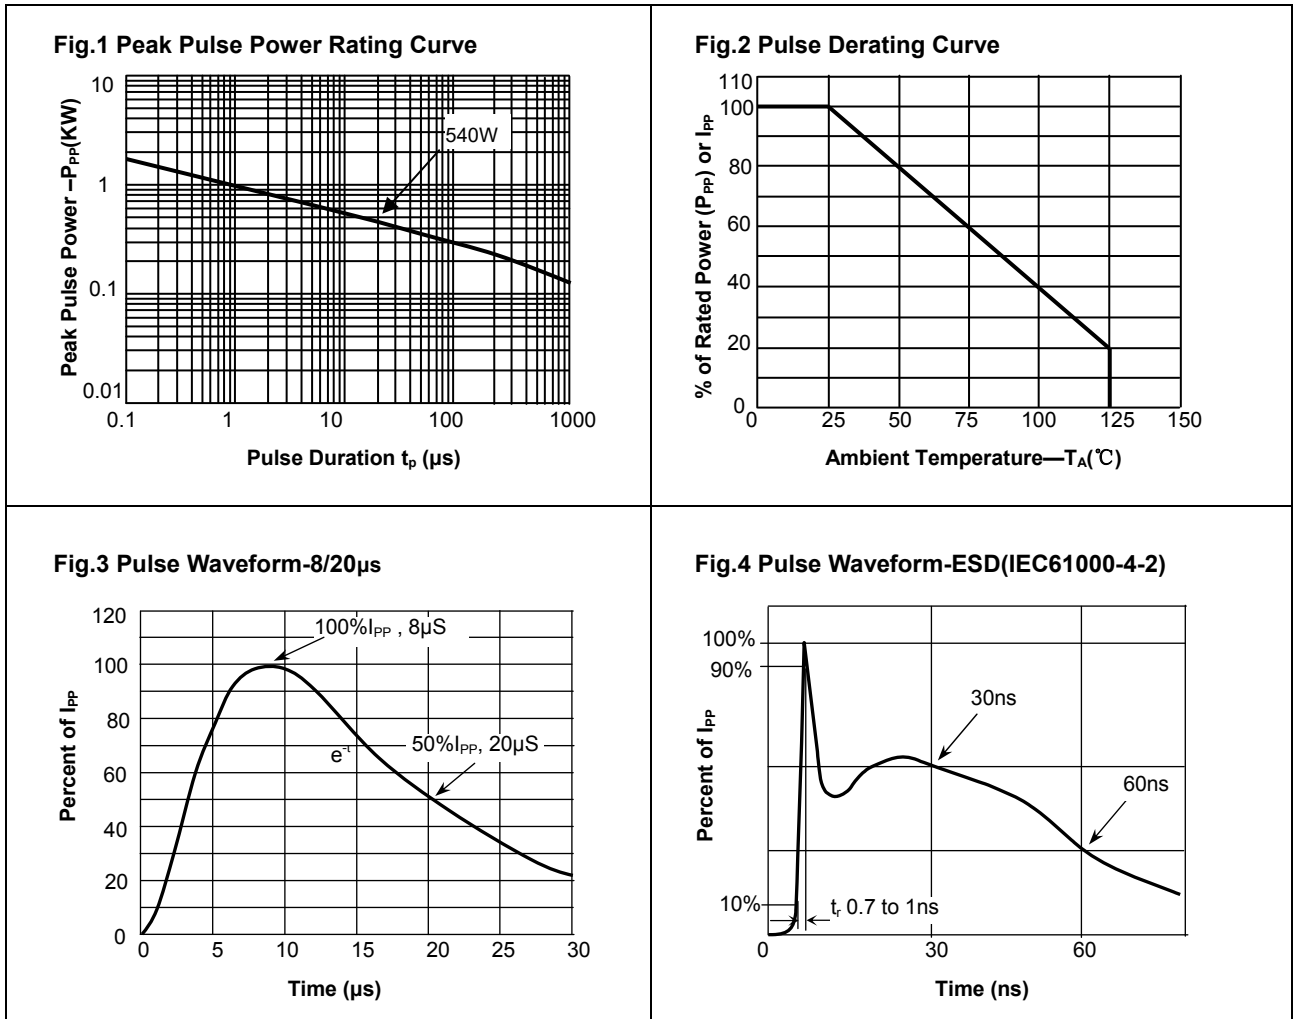 Fig.1 Peak Pulse Power Rating Curve
Peak Pulse Power –PPP(KW)
10
1
0.1
0.01
540W
0.1 1 10 100 1000
Pulse Duration tp (µs)
Fig.2 Pulse Derating Curve
% of Rated Power (PPP) or IPP
110
100
80
60
40
20
0
25 50 75 100 125 150
Ambient Temperature—TA(℃)
Fig.3 Pulse Waveform-8/20µs
Percent of IPP
120
100
80
60
40
20
0
100%IPP , 8µS
e-t
50%IPP, 20µS
0 5 10 15 20 25 30
Time (µs)
Fig.4 Pulse Waveform-ESD(IEC61000-4-2)
Percent of IPP
100%
90%
10%
30ns
60ns
tr 0.7 to 1ns
0 30 60
Time (ns)